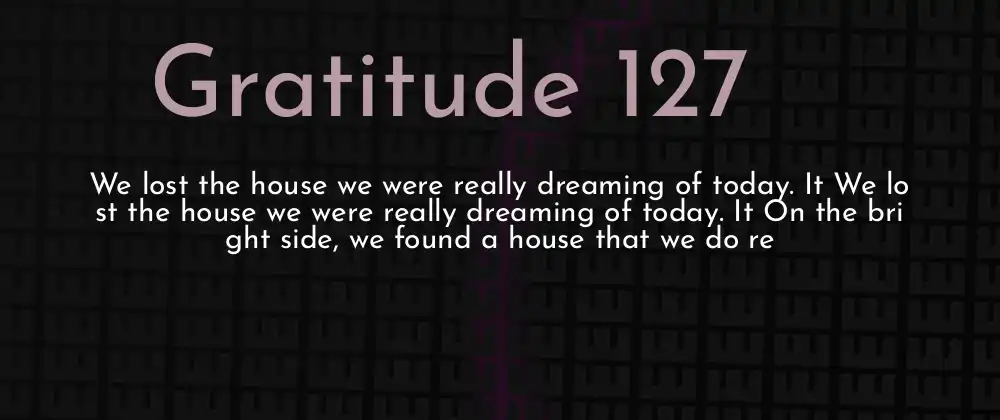 Gratitude 127
We lost the house we were really dreaming of today. It We lo
st the house we were really dreaming of today. It On the bri
ght side, we found a house that we do re